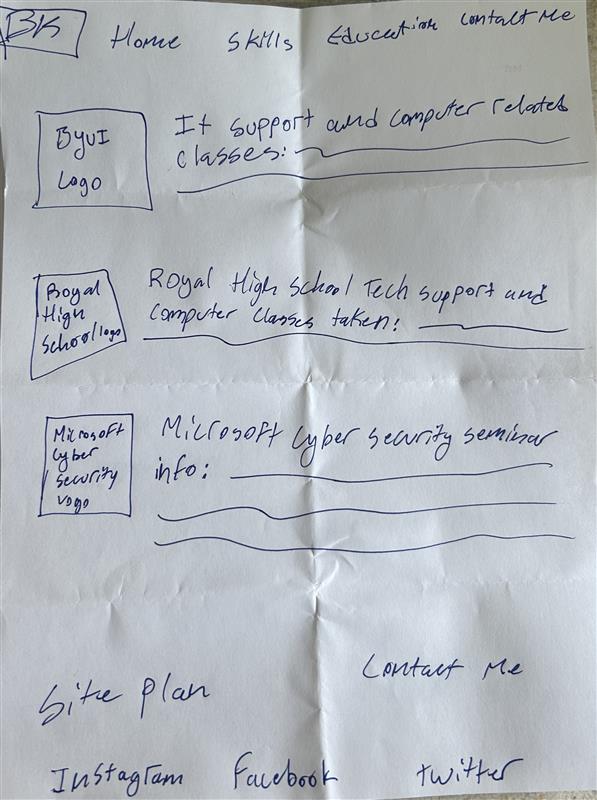 BK Home Skills Education Contact Me
BYUI
Logo
It support and computer related
classes:
Royal
High
School logo
Royal High School Tech support and
computer classes taken:
Microsoft
Cyber
Security
Logo
Microsoft Cyber security seminar
info:
Contact Me
Site Plan
Instagram Facebook twitter